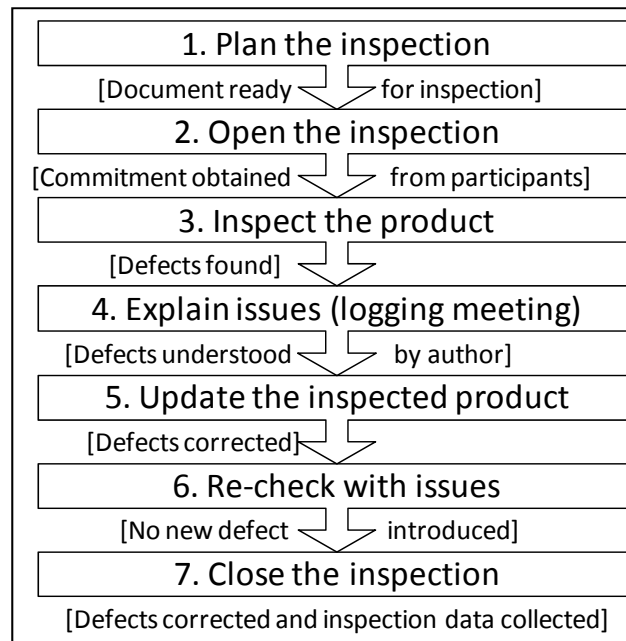 1. Plan the inspection
[Document ready for inspection]
2. Open the inspection
[Commitment obtained from participants]
3. Inspect the product
[Defects found]
4. Explain issues (logging meeting)
[Defects understood by author]
5. Update the inspected product
[Defects corrected]
6. Re-check with issues
[No new defect introduced]
7. Close the inspection
[Defects corrected and inspection data collected]